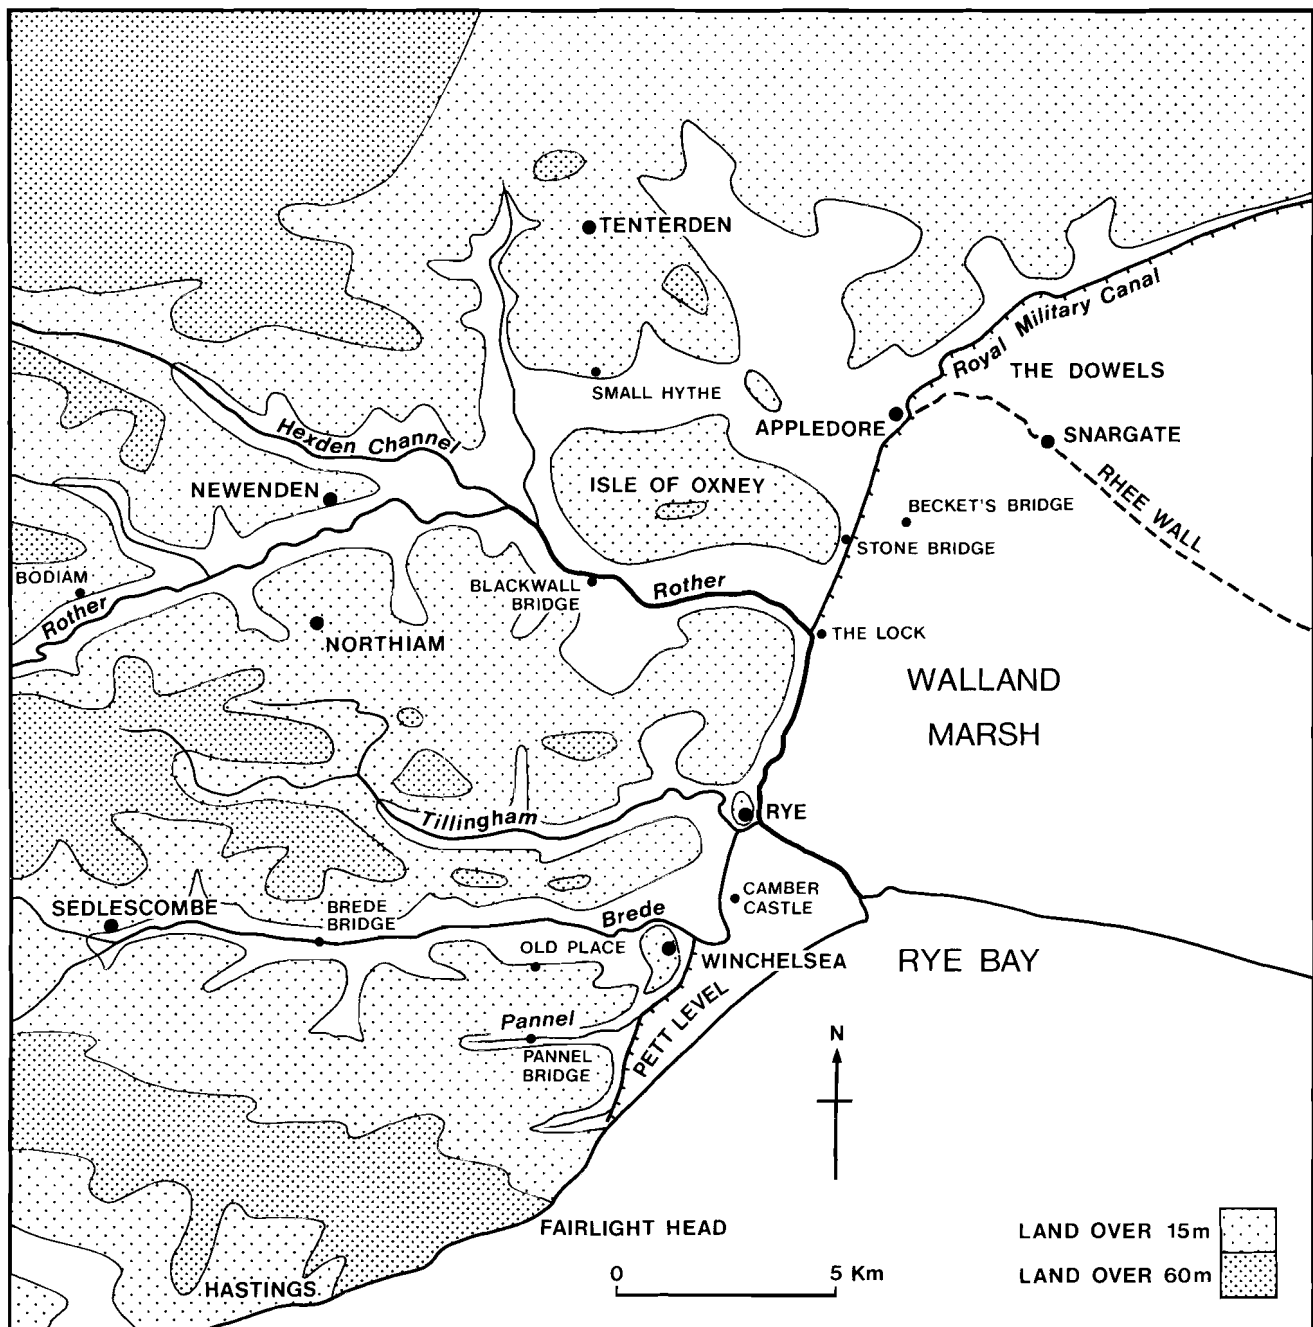 TENTERDEN
Royal Military Canal
THE DOWELS
SMALL HYTHE
APPLEDORE
SNARGATE
Hexden Channel
NEWENDEN
ISLE OF OXNEY
RHEE WALL
BECKET'S BRIDGE
STONE BRIDGE
BODIAM
Rother
BLACKWALL
BRIDGE
Rother
NORTHIAM
THE LOCK
WALLAND
MARSH
Tillingham
RYE
CAMBER
CASTLE
SEDLESCOMBE
BREDE
BRIDGE
Brede
OLD PLACE
WINCHELSEA
RYE BAY
Pannel
PANNEL
BRIDGE
PETT LEVEL
N
FAIRLIGHT HEAD
HASTINGS
0 5 Km
LAND OVER 15m
LAND OVER 60m